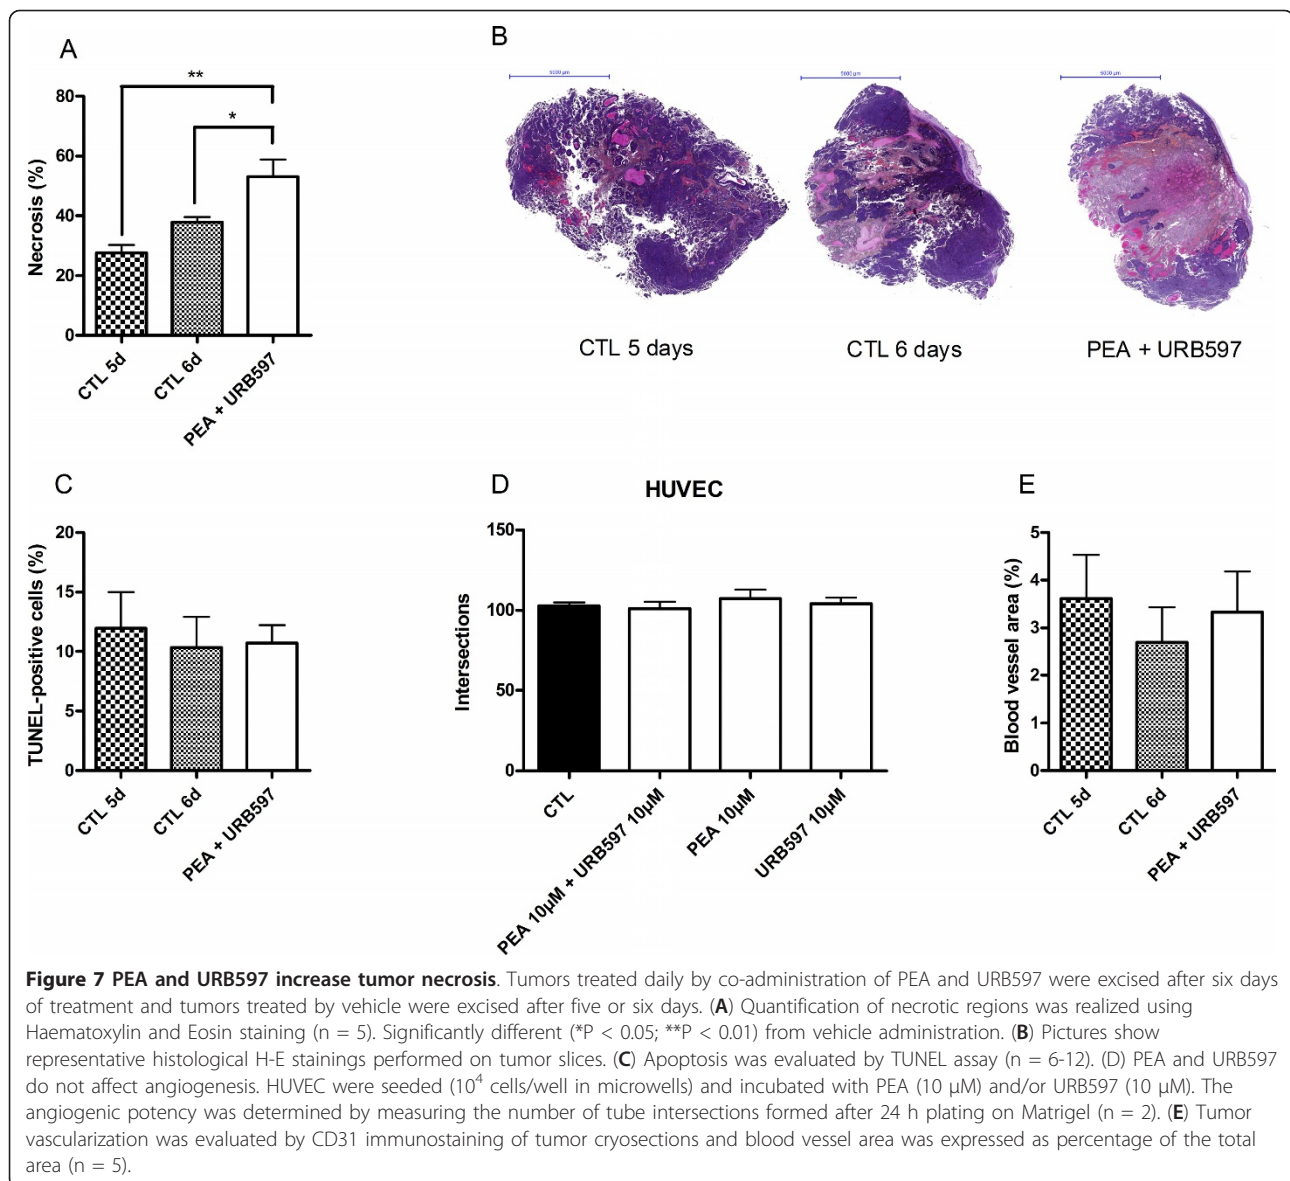 A
**
*
80
60
40
20
0
Necrosis (%)
CTL 5d
CTL 6d
PEA + URB597
B
5000 µm
5000 µm
5000 µm
CTL 5 days
CTL 6 days
PEA + URB597
C
20
15
10
5
0
TUNEL-positive cells (%)
CTL 5d
CTL 6d
PEA + URB597
D
HUVEC
150
100
50
0
Intersections
CTL
PEA 10µM + URB597 10µM
PEA 10µM
URB597 10µM
E
5
4
3
2
1
0
Blood vessel area (%)
CTL 5d
CTL 6d
PEA + URB597
Figure 7 PEA and URB597 increase tumor necrosis. Tumors treated daily by co-administration of PEA and URB597 were excised after six days
of treatment and tumors treated by vehicle were excised after five or six days. (A) Quantification of necrotic regions was realized using
Haematoxylin and Eosin staining (n = 5). Significantly different (*P < 0.05; **P < 0.01) from vehicle administration. (B) Pictures show
representative histological H-E stainings performed on tumor slices. (C) Apoptosis was evaluated by TUNEL assay (n = 6-12). (D) PEA and URB597
do not affect angiogenesis. HUVEC were seeded (10⁴ cells/well in microwells) and incubated with PEA (10 μM) and/or URB597 (10 μM). The
angiogenic potency was determined by measuring the number of tube intersections formed after 24 h plating on Matrigel (n = 2). (E) Tumor
vascularization was evaluated by CD31 immunostaining of tumor cryosections and blood vessel area was expressed as percentage of the total
area (n = 5).